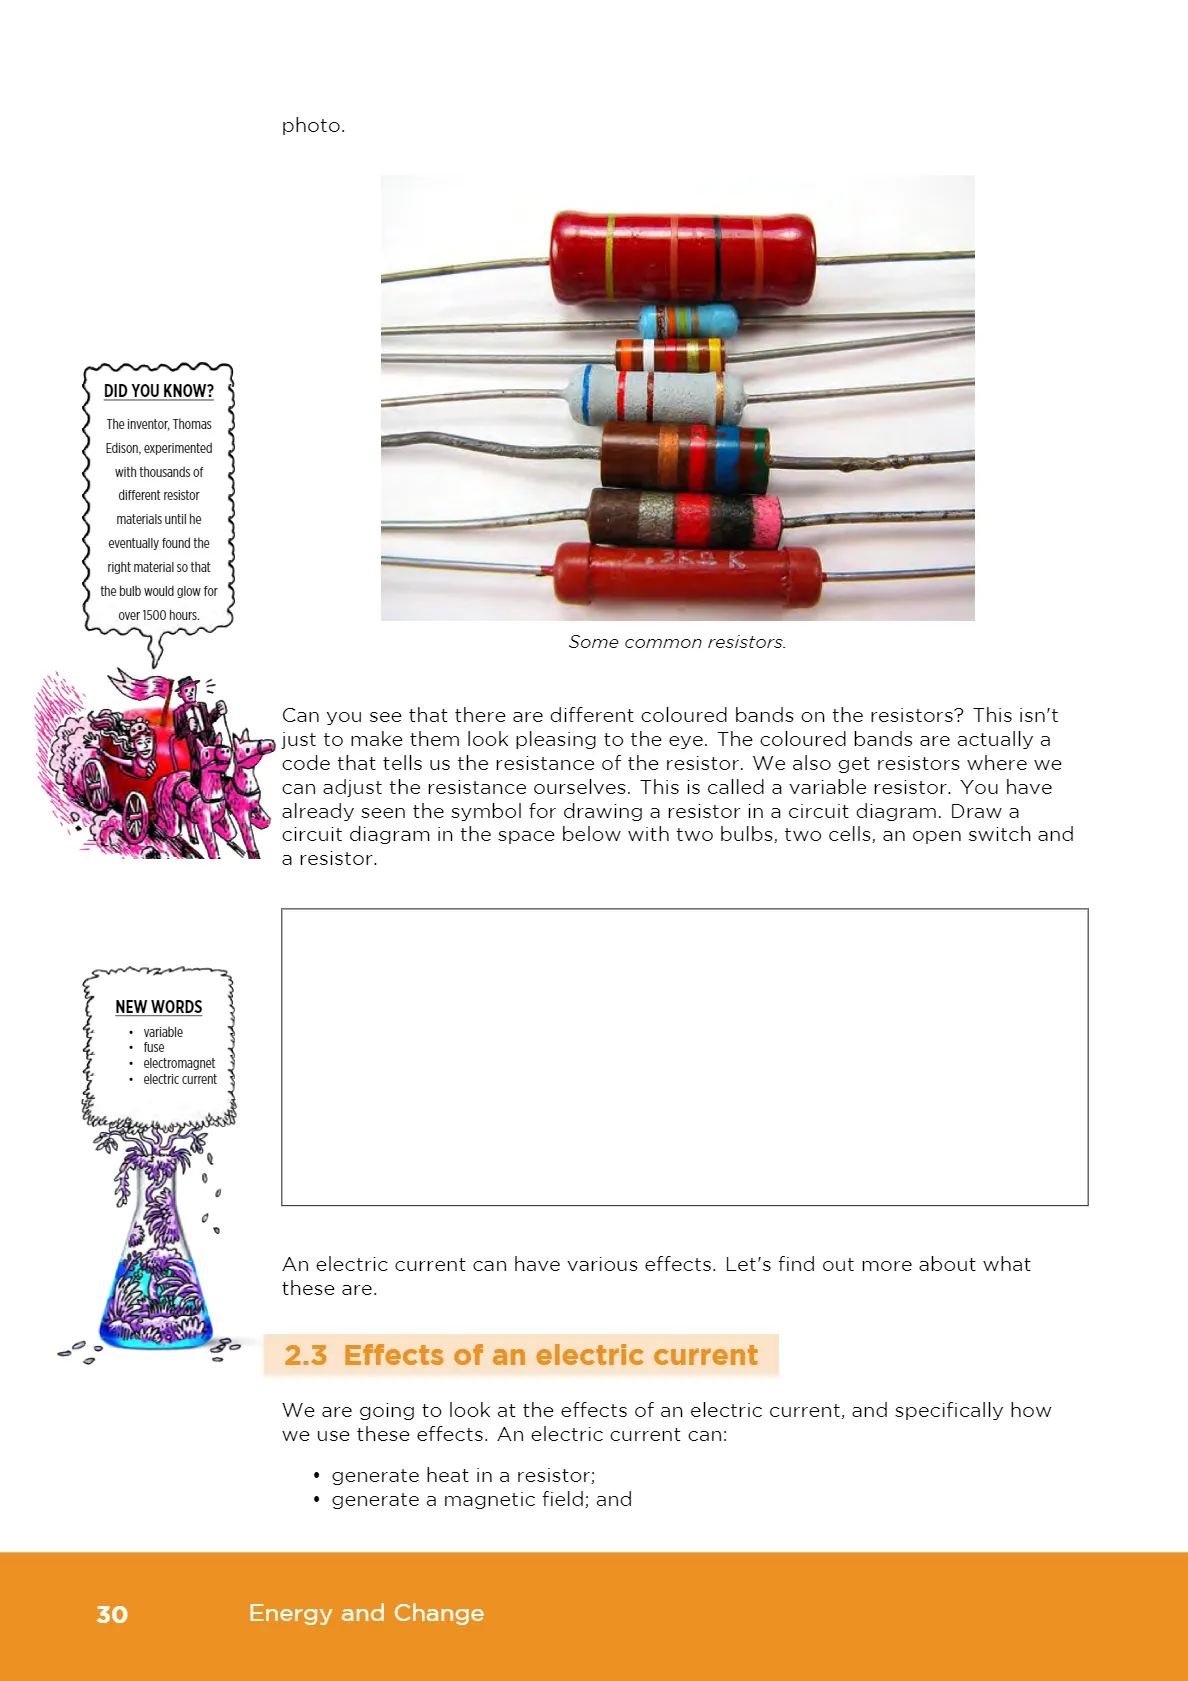 photo.
Some common resistors.
DID YOU KNOW?
The inventor, Thomas
Edison, experimented
with thousands of
different resistor
materials until he
eventually found the
right material so that
the bulb would glow for
over 1500 hours.
Can you see that there are different coloured bands on the resistors? This isn't
just to make them look pleasing to the eye. The coloured bands are actually a
code that tells us the resistance of the resistor. We also get resistors where we
can adjust the resistance ourselves. This is called a variable resistor. You have
already seen the symbol for drawing a resistor in a circuit diagram. Draw a
circuit diagram in the space below with two bulbs, two cells, an open switch and
a resistor.
NEW WORDS
• variable
• fuse
• electromagnet
• electric current
An electric current can have various effects. Let's find out more about what
these are.
2.3 Effects of an electric current
We are going to look at the effects of an electric current, and specifically how
we use these effects. An electric current can:
• generate heat in a resistor;
• generate a magnetic field; and
30 Energy and Change